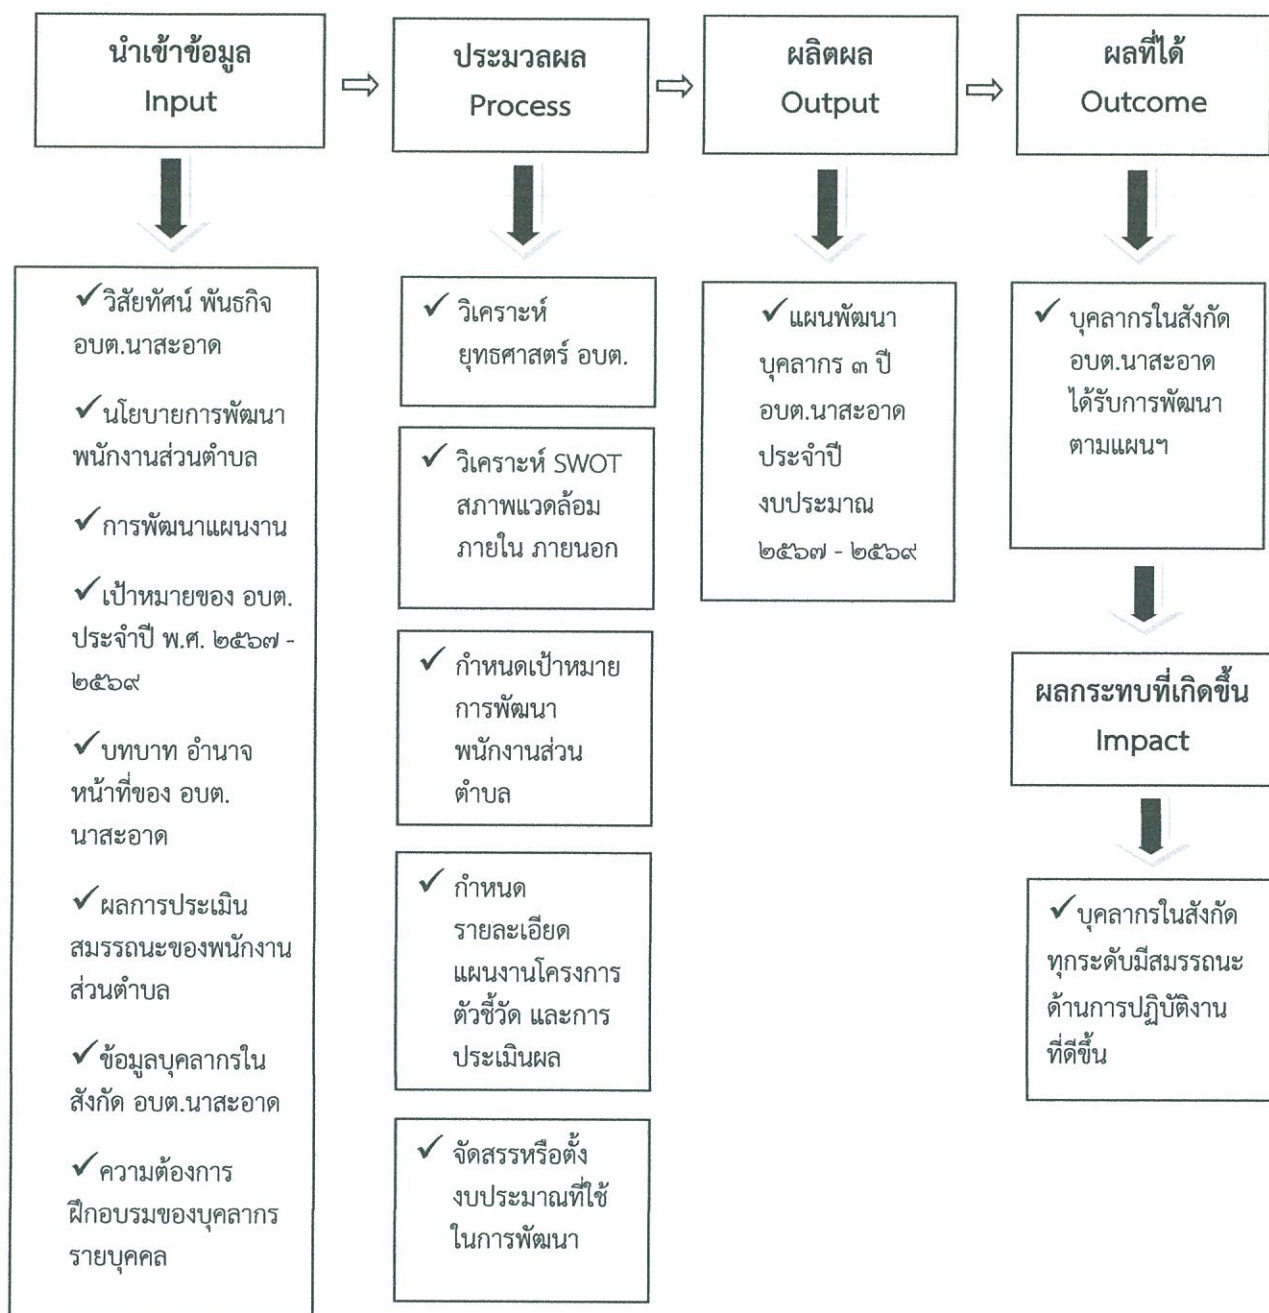 นำเข้าข้อมูล
Input
ประมวลผล
Process
ผลิตผล
Output
ผลที่ได้
Outcome
✓วิสัยทัศน์ พันธกิจ
อบต.นาสะอาด
✓นโยบายการพัฒนา
พนักงานส่วนตำบล
✓การพัฒนาแผนงาน
✓เป้าหมายของ อบต.
ประจำปี พ.ศ. ๒๕๖๗ -
๒๕๖๙
✓บทบาท อำนาจ
หน้าที่ของ อบต.
นาสะอาด
✓ผลการประเมิน
สมรรถนะของพนักงาน
ส่วนตำบล
✓ข้อมูลบุคลากรใน
สังกัด อบต.นาสะอาด
✓ความต้องการ
ฝึกอบรมของบุคลากร
รายบุคคล
✓ วิเคราะห์
ยุทธศาสตร์ อบต.
✓ วิเคราะห์ SWOT
สภาพแวดล้อม
ภายใน ภายนอก
✓ กำหนดเป้าหมาย
การพัฒนา
พนักงานส่วน
ตำบล
✓ กำหนด
รายละเอียด
แผนงานโครงการ
ตัวชี้วัด และการ
ประเมินผล
✓ จัดสรรหรือตั้ง
งบประมาณที่ใช้
ในการพัฒนา
✓แผนพัฒนา
บุคลากร ๓ ปี
อบต.นาสะอาด
ประจำปี
งบประมาณ
๒๕๖๗ - ๒๕๖๙
✓ บุคลากรในสังกัด
อบต.นาสะอาด
ได้รับการพัฒนา
ตามแผนฯ
ผลกระทบที่เกิดขึ้น
Impact
✓บุคลากรในสังกัด
ทุกระดับมีสมรรถนะ
ด้านการปฏิบัติงาน
ที่ดีขึ้น